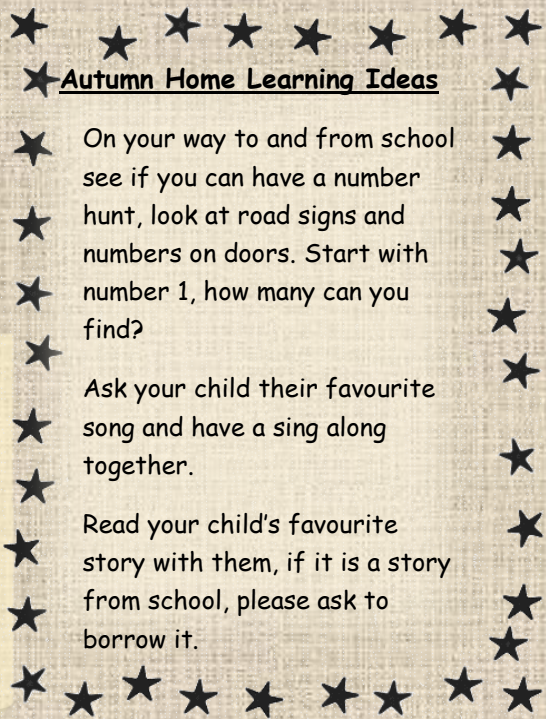 Autumn Home Learning Ideas
On your way to and from school
see if you can have a number
hunt, look at road signs and
numbers on doors. Start with
number 1, how many can you
find?
Ask your child their favourite
song and have a sing along
together.
Read your child's favourite
story with them, if it is a story
from school, please ask to
borrow it.